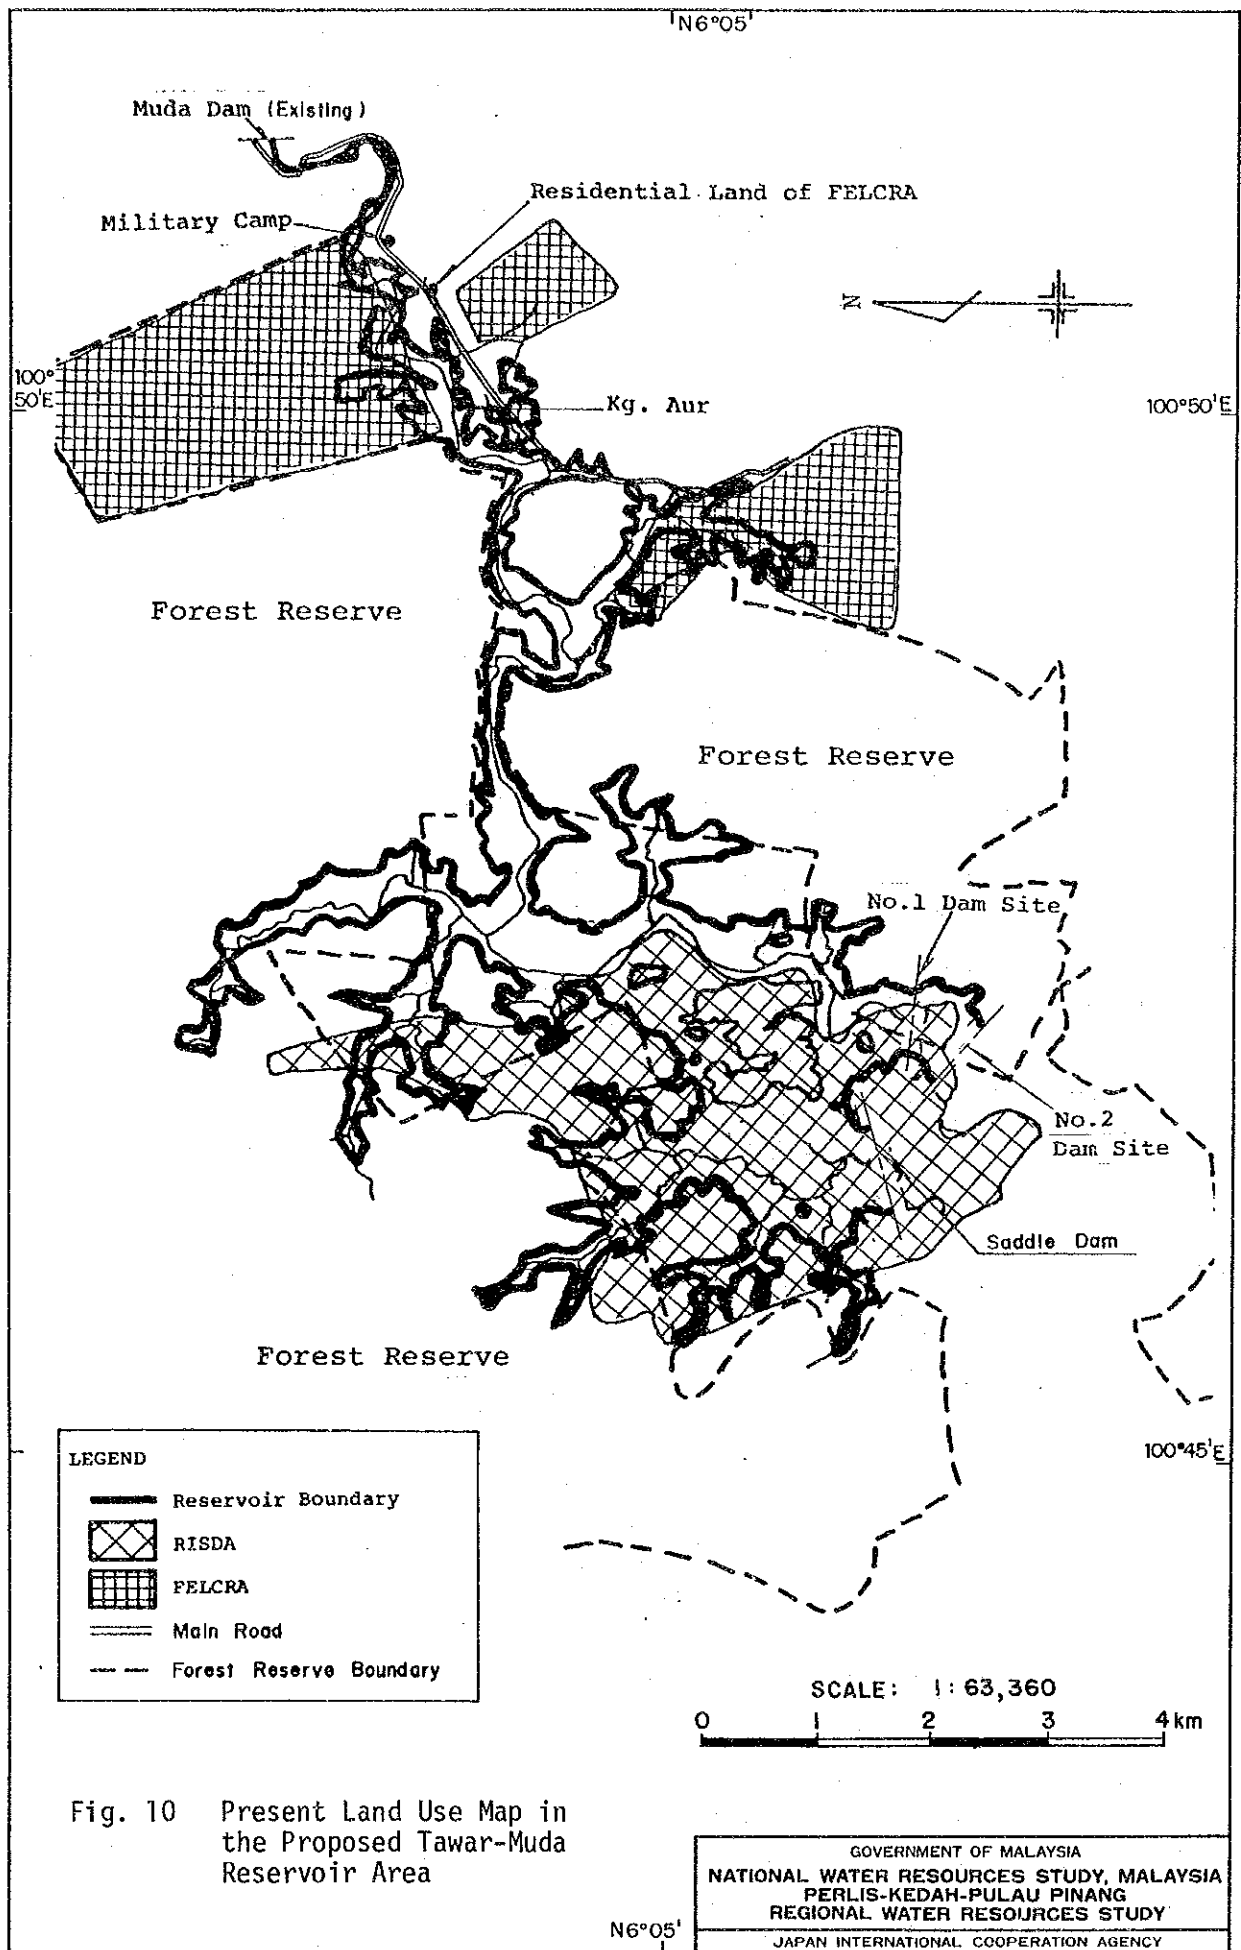 N6°05'
Muda Dam (Existing)
Residential Land of FELCRA
Military Camp
N
100°
50'E
Kg. Aur
100°50'E
Forest Reserve
Forest Reserve
No.1 Dam Site
No.2
Dam Site
Saddle Dam
Forest Reserve
100°45'E
LEGEND
Reservoir Boundary
RISDA
FELCRA
Main Road
Forest Reserve Boundary
SCALE: 1:63,360
0 1 2 3 4 km
Fig. 10 Present Land Use Map in
the Proposed Tawar-Muda
Reservoir Area
GOVERNMENT OF MALAYSIA
NATIONAL WATER RESOURCES STUDY, MALAYSIA
PERLIS-KEDAH-PULAU PINANG
REGIONAL WATER RESOURCES STUDY
N6°05'
JAPAN INTERNATIONAL COOPERATION AGENCY